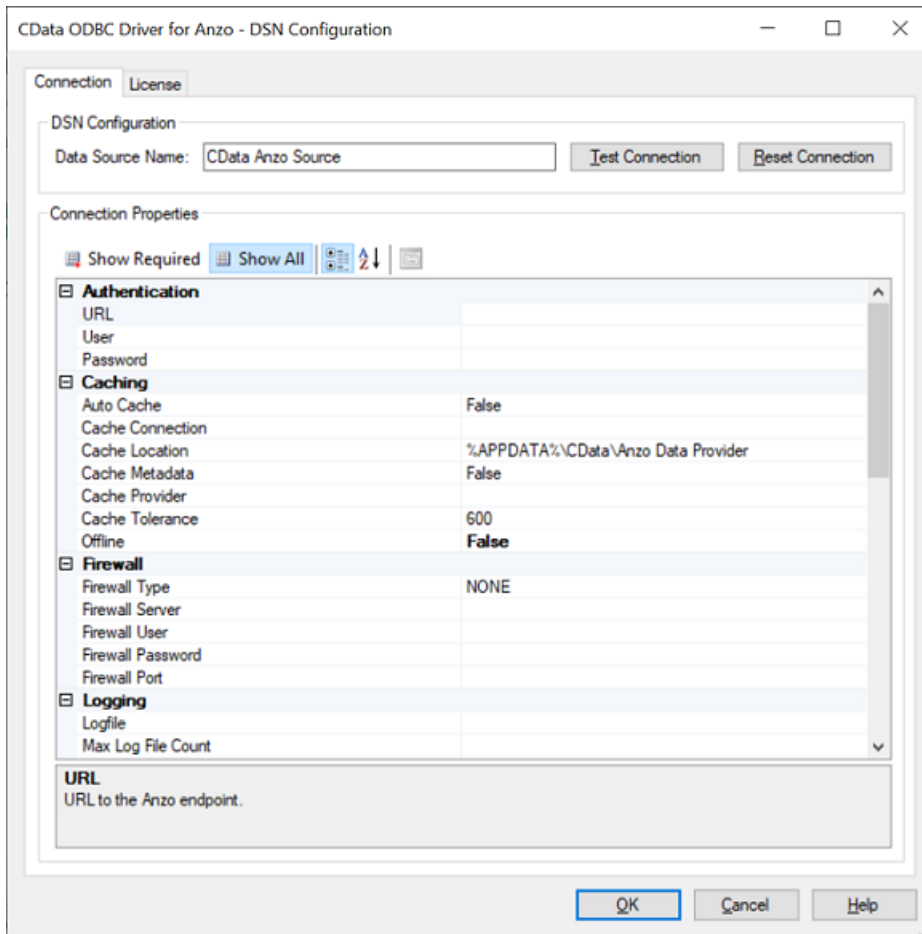 CData ODBC Driver for Anzo - DSN Configuration
Connection License
DSN Configuration
Data Source Name: CData Anzo Source Test Connection Reset Connection
Connection Properties
Show Required Show All A Z
Authentication
URL
User
Password
Caching
Auto Cache False
Cache Connection
Cache Location %APPDATA%\CData\Anzo Data Provider
Cache Metadata False
Cache Provider
Cache Tolerance 600
Offline False
Firewall
Firewall Type NONE
Firewall Server
Firewall User
Firewall Password
Firewall Port
Logging
Logfile
Max Log File Count
URL
URL to the Anzo endpoint.
OK Cancel Help